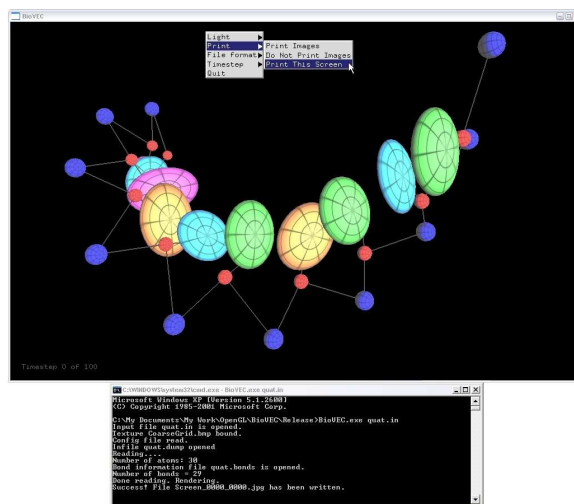 BioVEC
Light
Print
File Format
Timestep
Quit
Print Images
Do Not Print Images
Print This Screen
Timestep 0 of 100
C:\WINDOWS\system32\cmd.exe - BioVEC.exe quat.in
Microsoft Windows XP [Version 5.1.2600]
(C) Copyright 1985-2001 Microsoft Corp.
C:\My Documents\My Work\OpenGL\BioVEC\Release>BioVEC.exe quat.in
Input file quat.in is opened.
Texture CoarseGrid.bmp bound.
Config file read.
Infile quat.dump opened
Reading....
Number of atoms: 30
Bond information file quat.bonds is opened.
Number of bonds = 29
Done reading. Rendering.
Success! File Screen_0000_0000.jpg has been written.